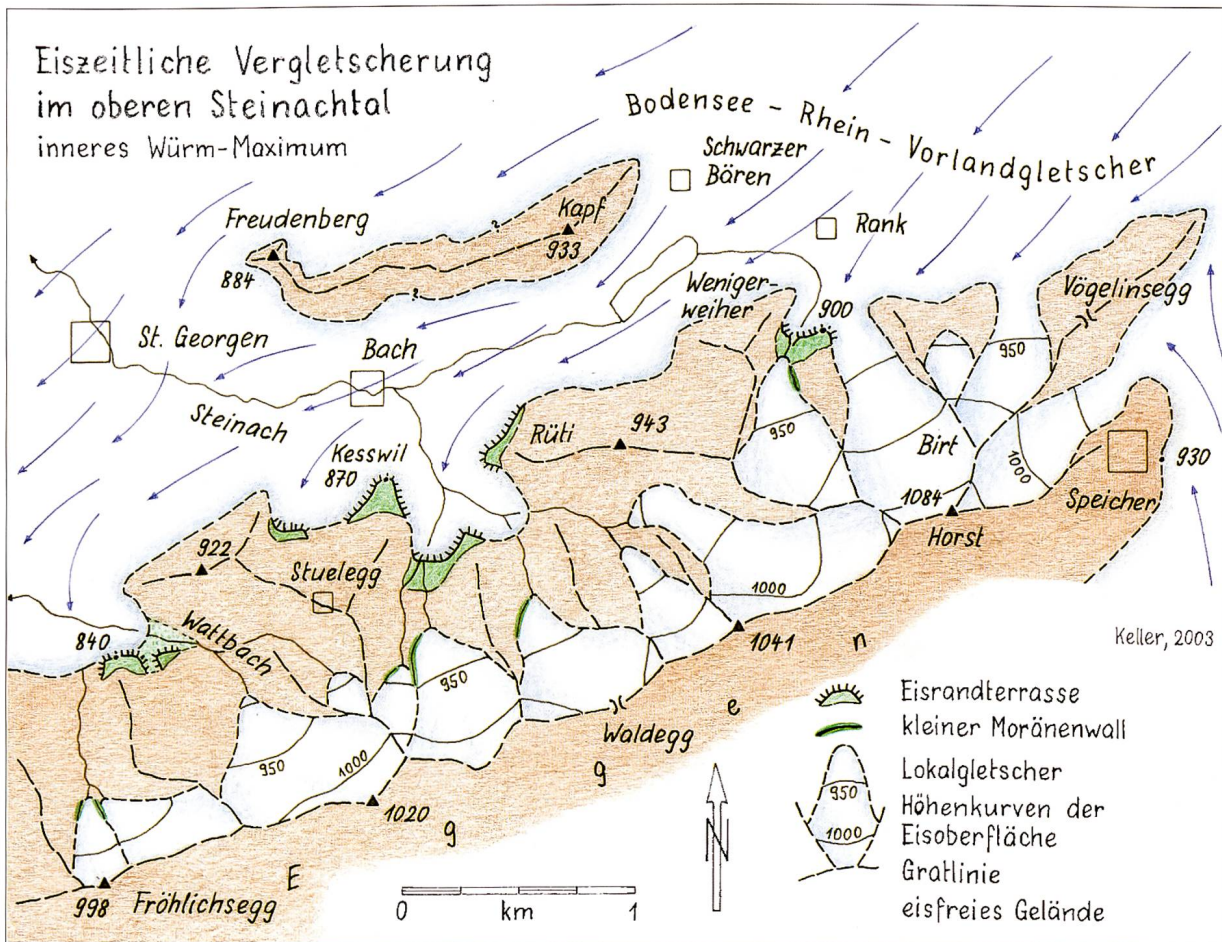 Eiszeitliche Vergletscherung
im oberen Steinachtal
inneres Würm-Maximum
Bodensee - Rhein - Vorlandgletscher
Schwarzer
Bären
Rank
Freudenberg
884
Kapf
933
?
?
Weniger-
weiher
900
Vögelinsegg
950
St. Georgen
Bach
Steinach
Rüti
943
950
Birt
1000
930
Speicher
1084
Horst
Kesswil
870
922
Stuelegg
1000
1041
840
Wattbach
950
Waldegg
950
1000
1020
998
Fröhlichsegg
E g g e n
N
0 km 1
Keller, 2003
Eisrandterrasse
kleiner Moränenwall
Lokalgletscher
950
Höhenkurven der
1000
Eisoberfläche
Gratlinie
eisfreies Gelände